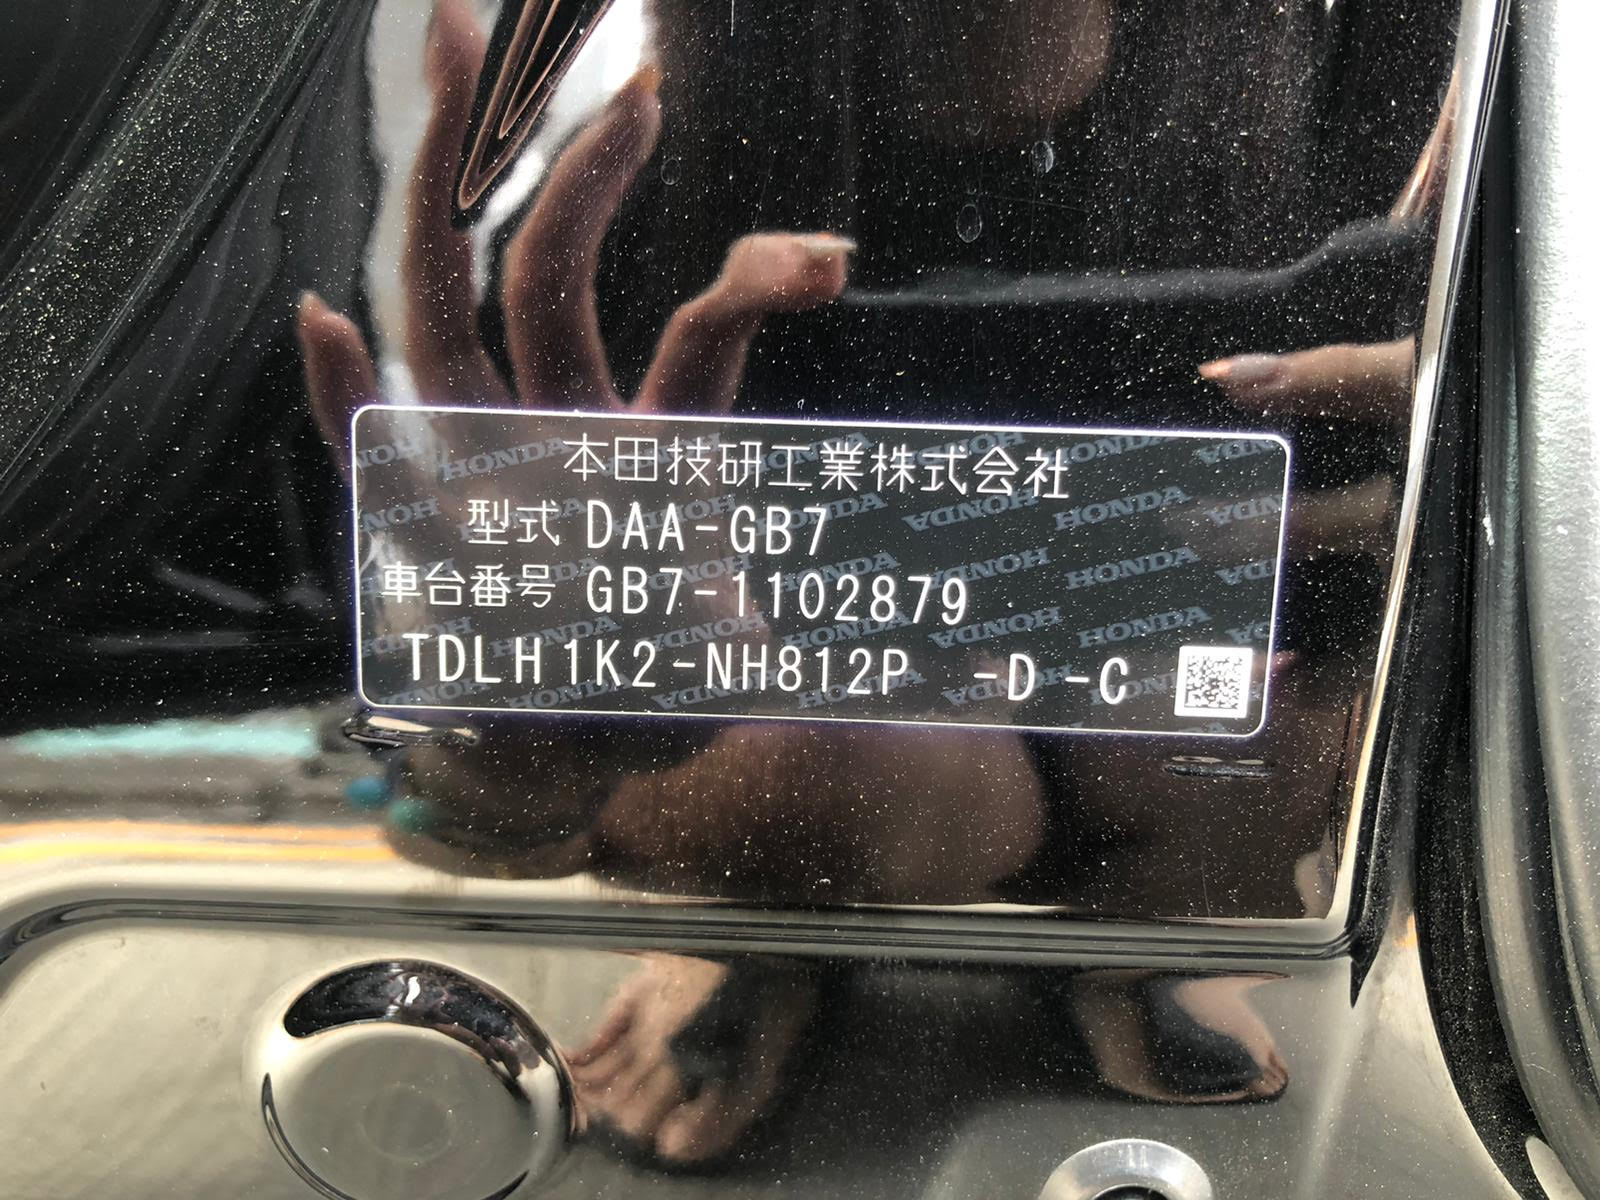 本田技研工業株式会社
型式 DAA-GB7
車台番号 GB7-1102879
TDLH1K2-NH812P -D-C